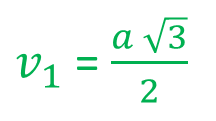 v₁ = a √3 / 2